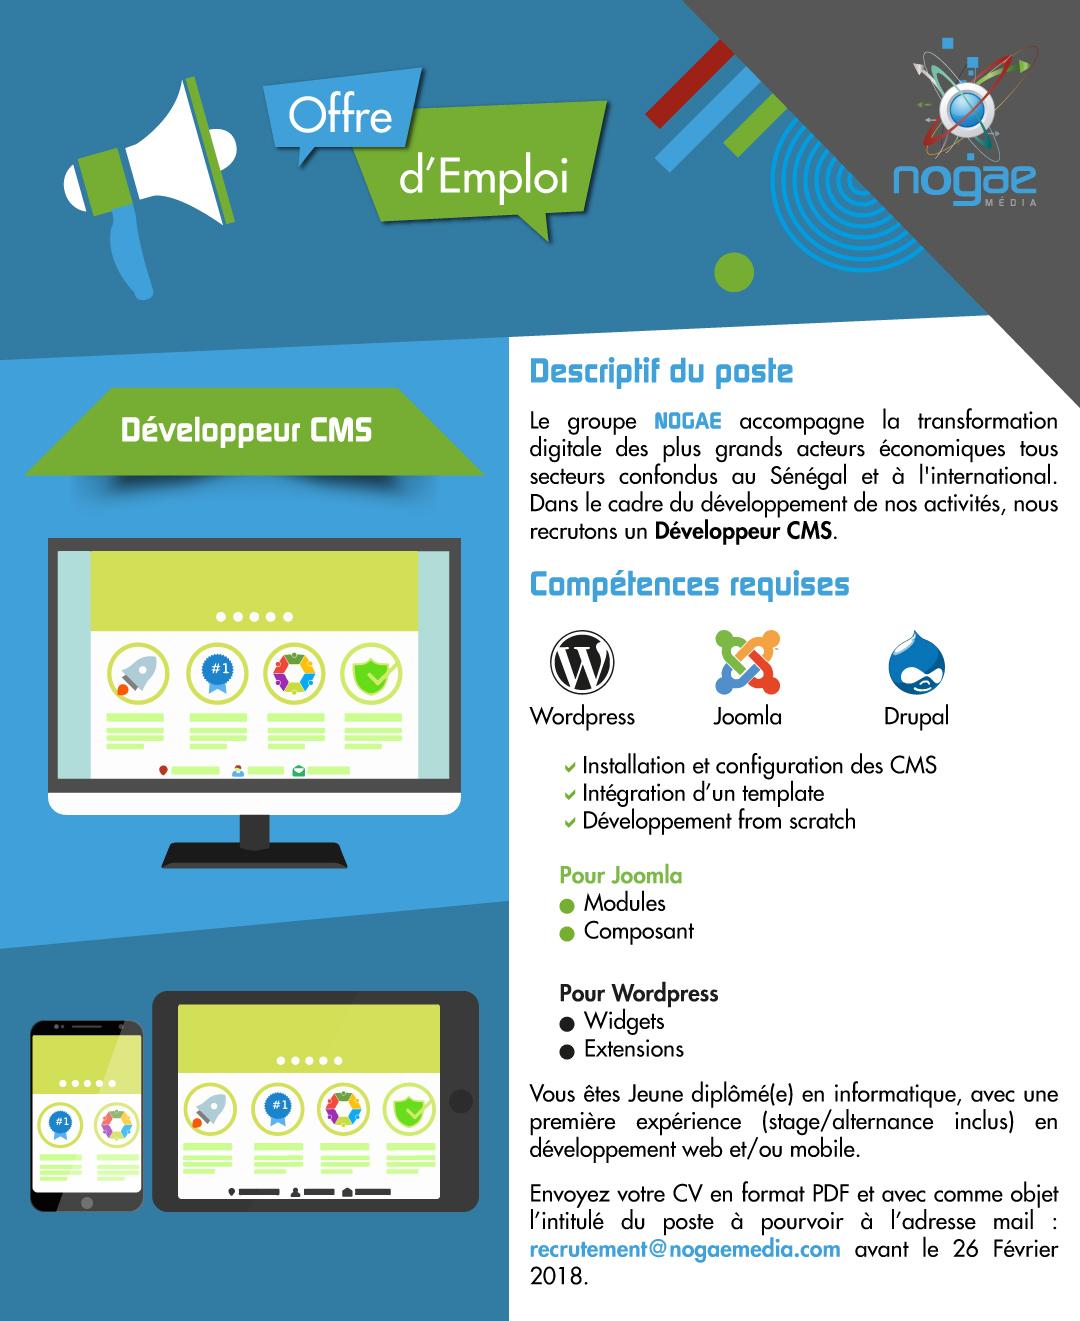 Offre
d'Emploi
nogae
MÉDIA
Développeur CMS
#1
#1
#1
Descriptif du poste
Le groupe NOGAE accompagne la transformation
digitale des plus grands acteurs économiques tous
secteurs confondus au Sénégal et à l'international.
Dans le cadre du développement de nos activités, nous
recrutons un Développeur CMS.
Compétences requises
Wordpress Joomla Drupal
Installation et configuration des CMS
Intégration d'un template
Développement from scratch
Pour Joomla
Modules
Composant
Pour Wordpress
Widgets
Extensions
Vous êtes Jeune diplômé(e) en informatique, avec une
première expérience (stage/alternance inclus) en
développement web et/ou mobile.
Envoyez votre CV en format PDF et avec comme objet
l'intitulé du poste à pourvoir à l'adresse mail :
recrutement@nogaemedia.com avant le 26 Février
2018.